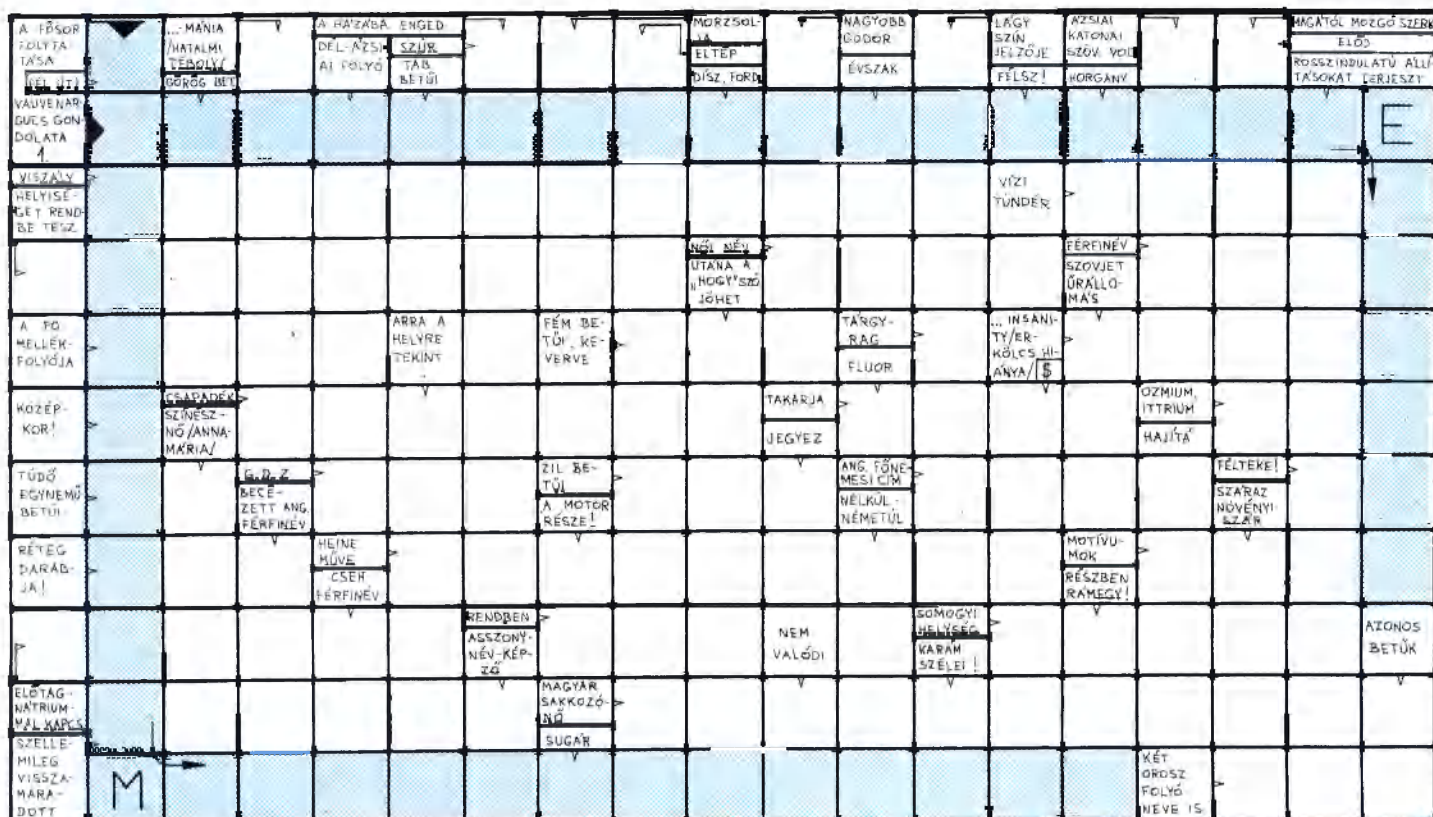 A FŐSOR
FOLYTA-
TÁSA
FÉL ÚT!
...-MÁNIA
/HATALMI
TÉBOLY/
GÖRÖG BET.
A HÁZÁBA ENGED
DÉL-ÁZSI-
AI FOLYÓ
SZŰR
TÁB
BETŰI
MORZSOL-
JA
ELTÉP
DÍSZ, FORD.
NAGYOBB
GÖDÖR
ÉVSZAK
LÁGY
SZÍN
JELZŐJE
FÉLSZ!
ÁZSIAI
KATONAI
SZÖV. VOLT
HORGANY
MAGÁTÓL MOZGÓ SZERK.
ELŐD
ROSSZINDULATÚ ÁLLÍ-
TÁSOKAT TERJESZT
VAUVENAR-
GUES GON-
DOLATA
1.
E
VISZÁLY
HELYISÉ-
GET REND-
BE TESZ
VÍZI
TÜNDÉR
NŐI NÉV
UTÁNA A
„HOGY" SZÓ
JÖHET
FÉRFINÉV
SZOVJET
ŰRÁLLO-
MÁS
A PO
MELLÉK-
FOLYÓJA
ARRA A
HELYRE
TEKINT
FÉM BE-
TŰI, KE-
VERVE
TÁRGY-
RAG
FLUOR
... INSANI-
TY/ER-
KÖLCS HI-
ÁNYA/ $
KÖZÉP-
KOR!
CSAPADÉK
SZÍNÉSZ-
NŐ /ANNA-
MÁRIA/
TAKARJA
JEGYEZ
OZMIUM,
ITTRIUM
HAJÍTÁ
TÜDŐ
EGYNEMŰ
BETŰI
G.D.Z
BECÉ-
ZETT ANG.
FÉRFINÉV
ZIL BE-
TŰI
A MOTOR
RÉSZE!
ANG. FŐNE-
MESI CÍM
NÉLKÜL -
NÉMETÜL
FÉLTEKE!
SZÁRAZ
NÖVÉNYI
SZÁR
RÉTEG
DARAB-
JA!
HEINE
MŰVE
CSEH
FÉRFINÉV
MOTÍVU-
MOK
RÉSZBEN
RÁMEGY!
RENDBEN
ASSZONY-
NÉV-KÉP-
ZŐ
NEM
VALÓDI
SOMOGYI
HELYSÉG
KARÁM
SZÉLEI!
AZONOS
BETŰK
ELŐTAG -
NÁTRIUM-
MAL KAPCS.
SZELLE-
MILEG
VISSZA-
MARA-
DOTT
MAGYAR
SAKKOZÓ-
NŐ
SUGÁR
M
KÉT
OROSZ
FOLYÓ
NEVE IS